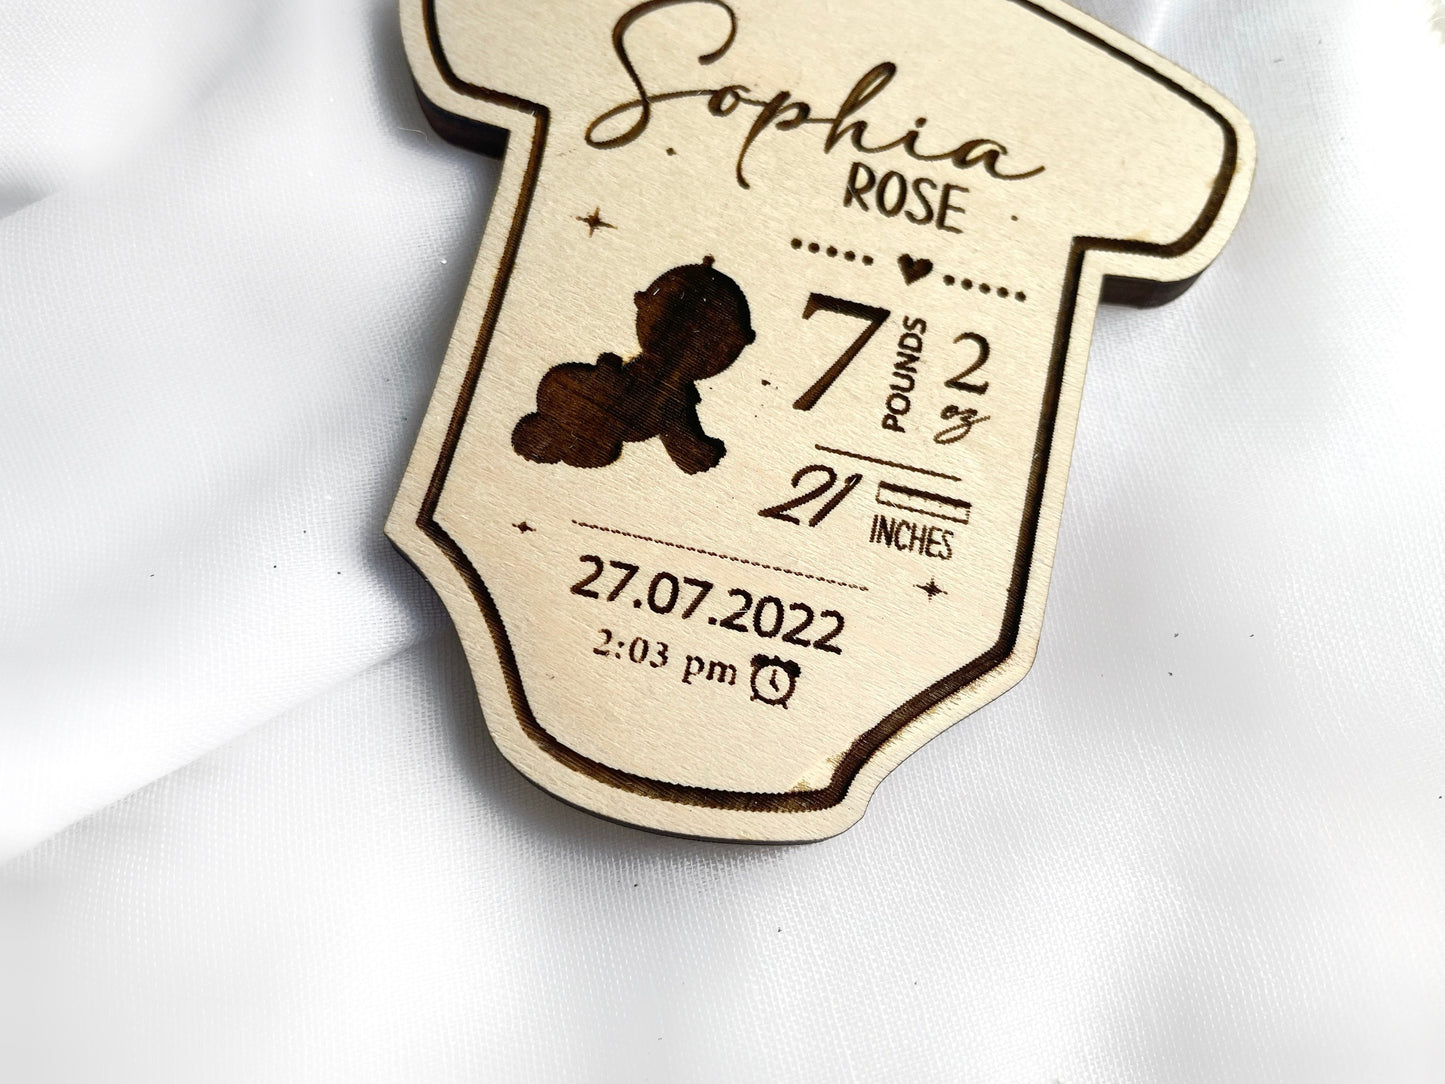 Sophia
ROSE
7 POUNDS 2 oz
21 INCHES
27.07.2022
2:03 pm